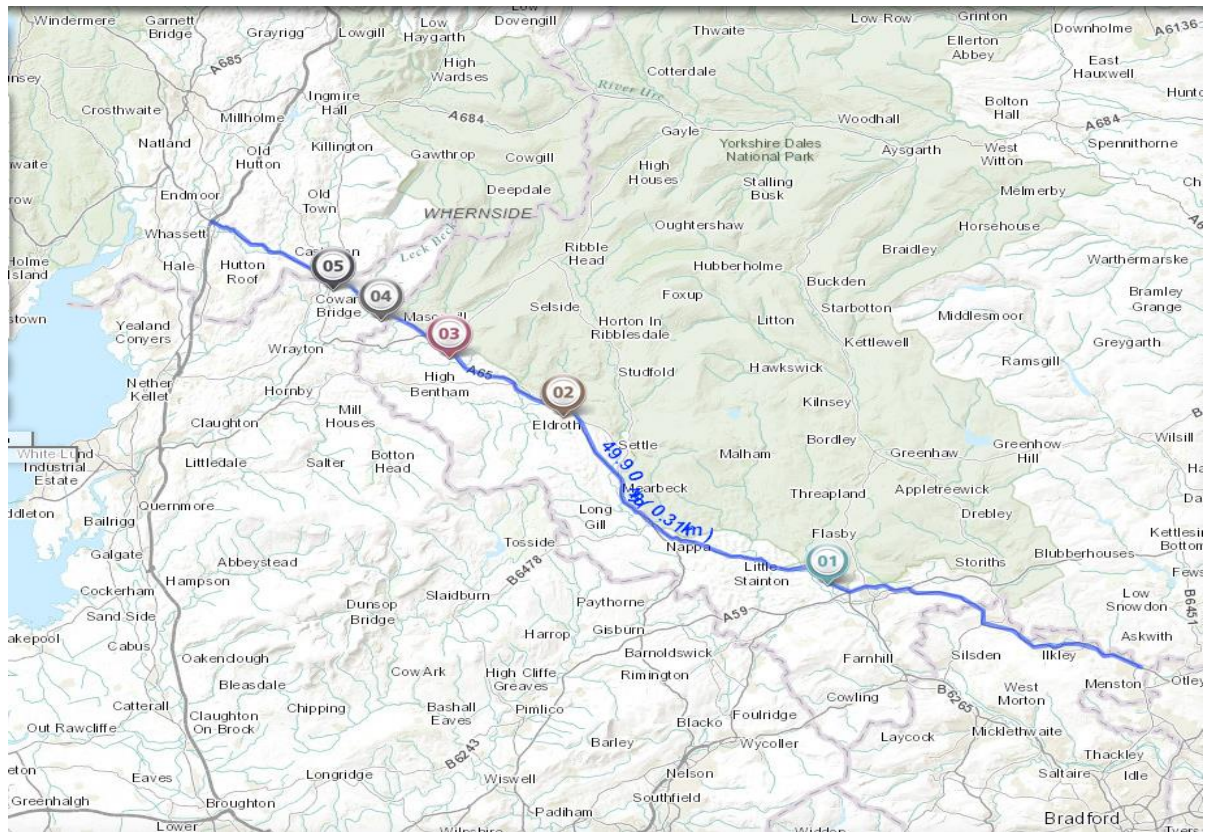 Windermere
Garnett
Bridge
Grayrigg
Lowgill
Low
Haygarth
Low
Dovengill
Thwaite
Low Row
Grinton
Downholme
A6136
Ellerton
Abbey
East
Hauxwell
A685
High
Wardses
Cotterdale
River Ure
Crosthwaite
Ingmire
Hall
Millholme
A684
Bolton
Hall
Woodhall
Gayle
Yorkshire Dales
National Park
A684
Spennithorne
Natland
Old
Hutton
Killington
Gawthrop
Cowgill
High
Houses
Aysgarth
West
Witton
Stalling
Busk
Endmoor
Old
Town
Deepdale
Melmerby
WHERNSIDE
Oughtershaw
Horsehouse
Whassett
Leck Beck
Ribble
Head
Braidley
Holme
Island
Hale
Hutton
Roof
05
Hubberholme
Buckden
Warthermarske
Cowan
Bridge
04
Selside
Foxup
Starbotton
Bramley
Grange
Yealand
Conyers
03
Horton In
Ribblesdale
Litton
Middlesmoor
Kettlewell
Greygarth
Wrayton
A65
Studfold
Hawkswick
Ramsgill
Nether
Kellet
Hornby
High
Bentham
02
Kilnsey
Claughton
Mill
Houses
Eldroth
Settle
Malham
Bordley
Greenhaw
Greenhow
Hill
Wilsill
White Lund
Industrial
Estate
Littledale
Salter
Botton
Head
49.90
(0.31km)
Mearbeck
Threapland
Appletreewick
Quernmore
Long
Gill
Drebley
Bailrigg
Flasby
Galgate
Tosside
Nappa
01
Blubberhouses
Abbeystead
B6478
Little
Stainton
Storiths
Hampson
Cockerham
Slaidburn
Paythorne
A59
Low
Snowdon
B6451
Sand Side
Dunsop
Bridge
Harrop
Gisburn
Askwith
Cabus
Barnoldswick
Farnhill
Silsden
Ilkley
Oakenclough
Cow Ark
High Cliffe
Greaves
Rimington
Menston
Otley
Bleasdale
Cowling
B6265
West
Morton
Catterall
Chipping
Bashall
Eaves
Pimlico
Foulridge
Out Rawcliffe
Claughton
On-Brock
Blacko
Laycock
Micklethwaite
B6243
Barley
Wycoller
Thackley
Eaves
Longridge
Wiswell
Nelson
Saltaire
Idle
Greenhalgh
Broughton
Southfield
Padiham
Bradford
Lower